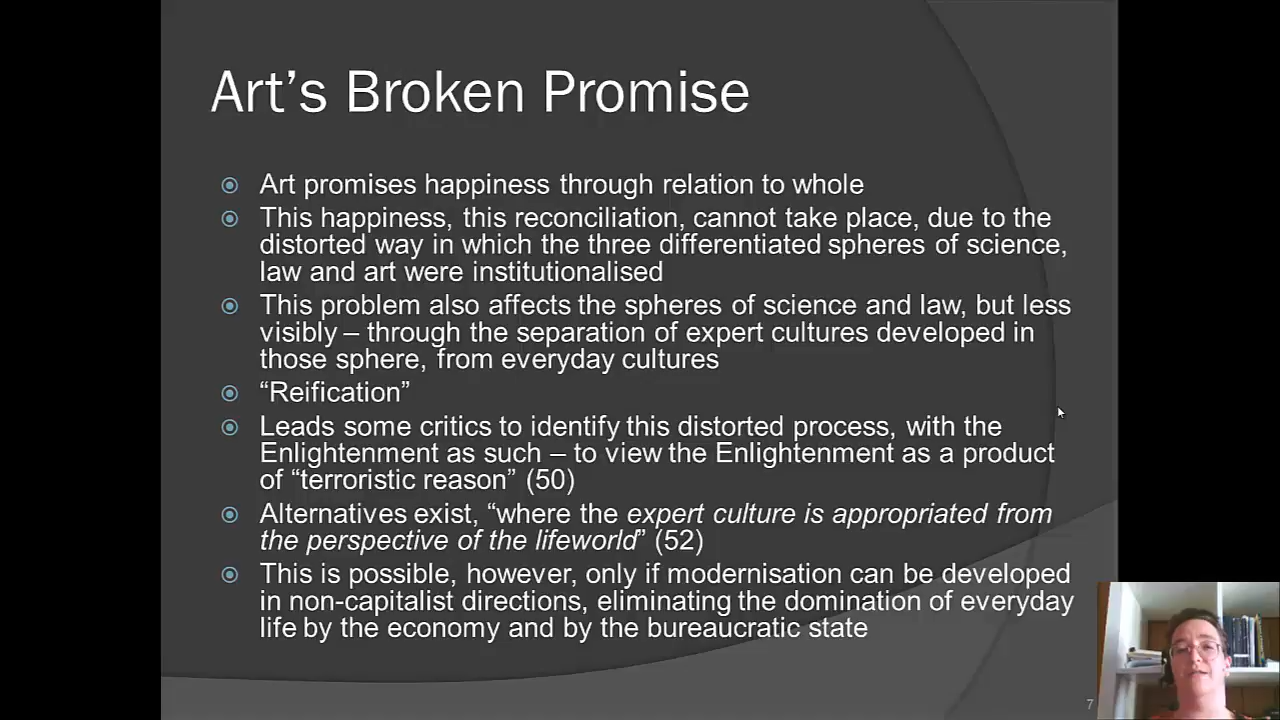 Art's Broken Promise
Art promises happiness through relation to whole
This happiness, this reconciliation, cannot take place, due to the
distorted way in which the three differentiated spheres of science,
law and art were institutionalised
This problem also affects the spheres of science and law, but less
visibly – through the separation of expert cultures developed in
those sphere, from everyday cultures
“Reification”
Leads some critics to identify this distorted process, with the
Enlightenment as such – to view the Enlightenment as a product
of “terroristic reason” (50)
Alternatives exist, “where the expert culture is appropriated from
the perspective of the lifeworld” (52)
This is possible, however, only if modernisation can be developed
in non-capitalist directions, eliminating the domination of everyday
life by the economy and by the bureaucratic state
7